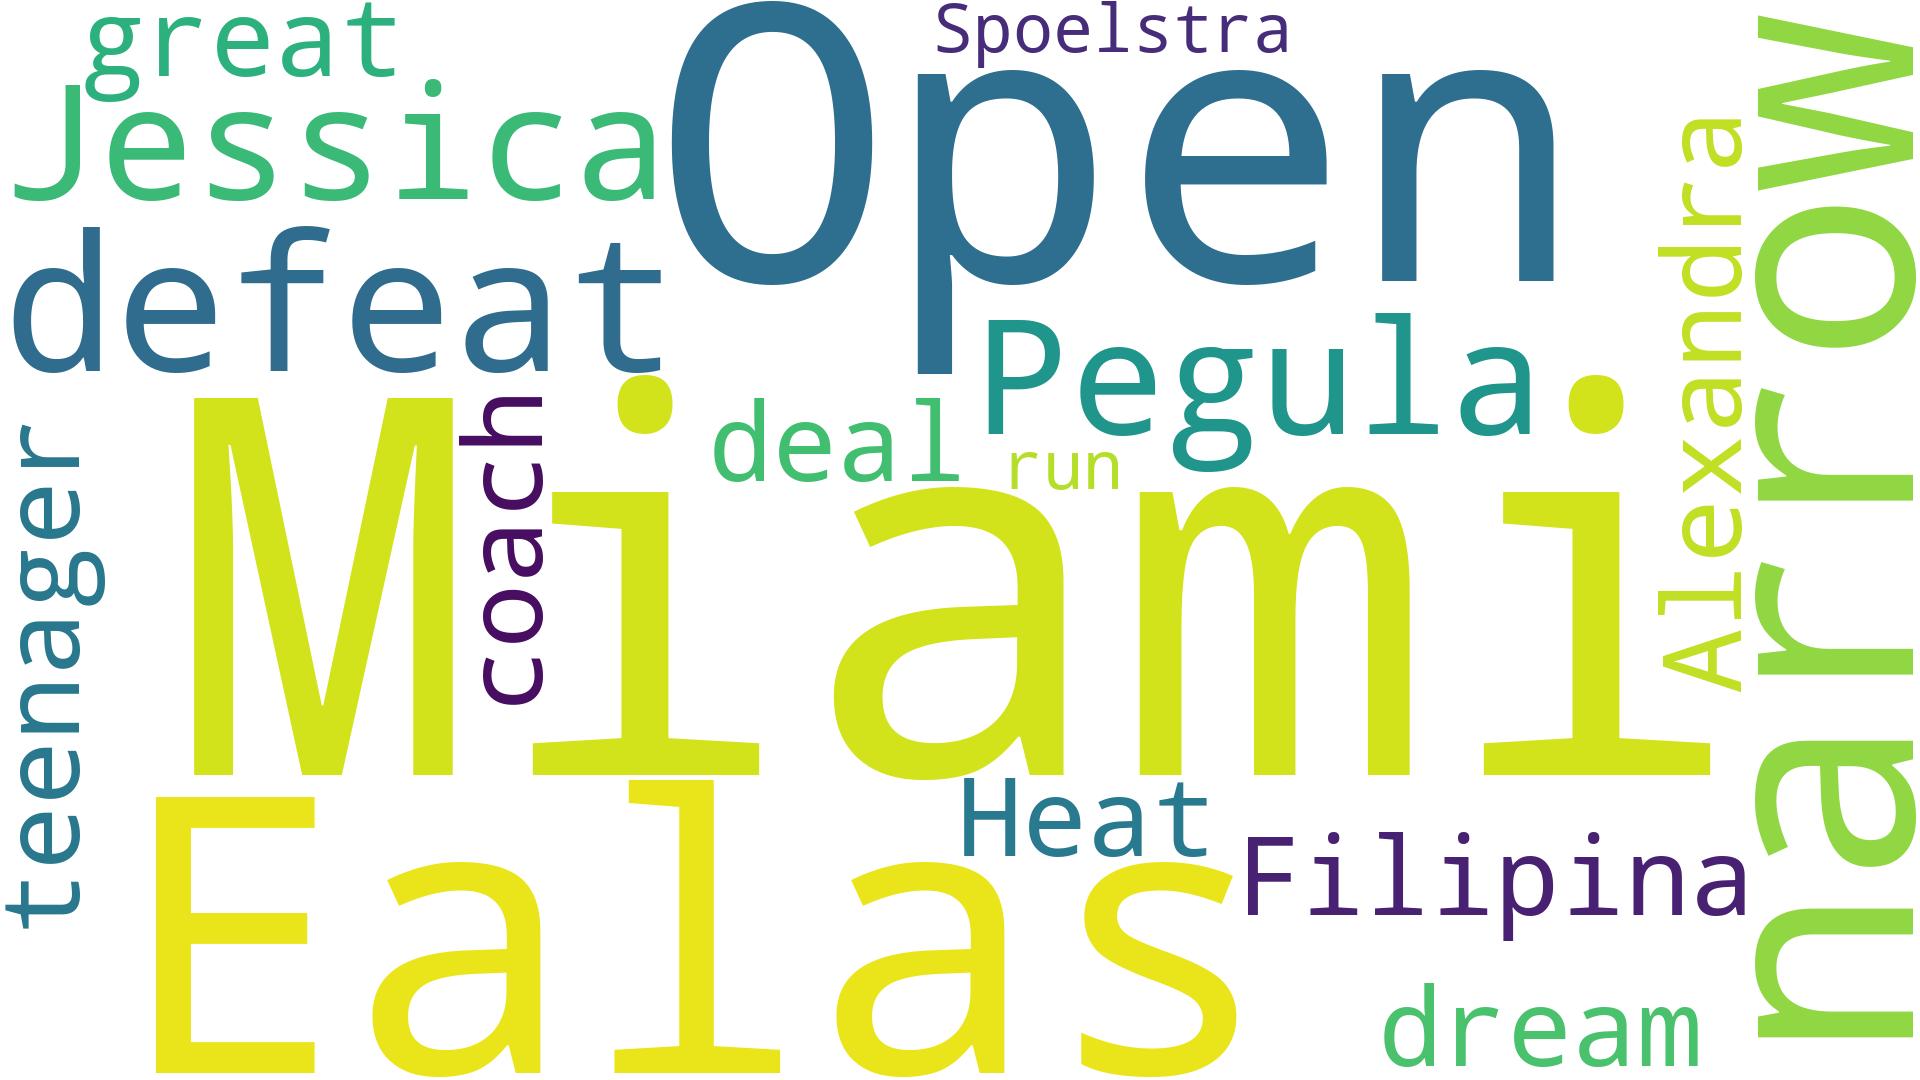 great
Spoelstra
Jessica
Open
defeat
Pegula
Alexandra
narrow
deal
run
coach
teenager
Miami
Heat
Ealas
Filipina
dream